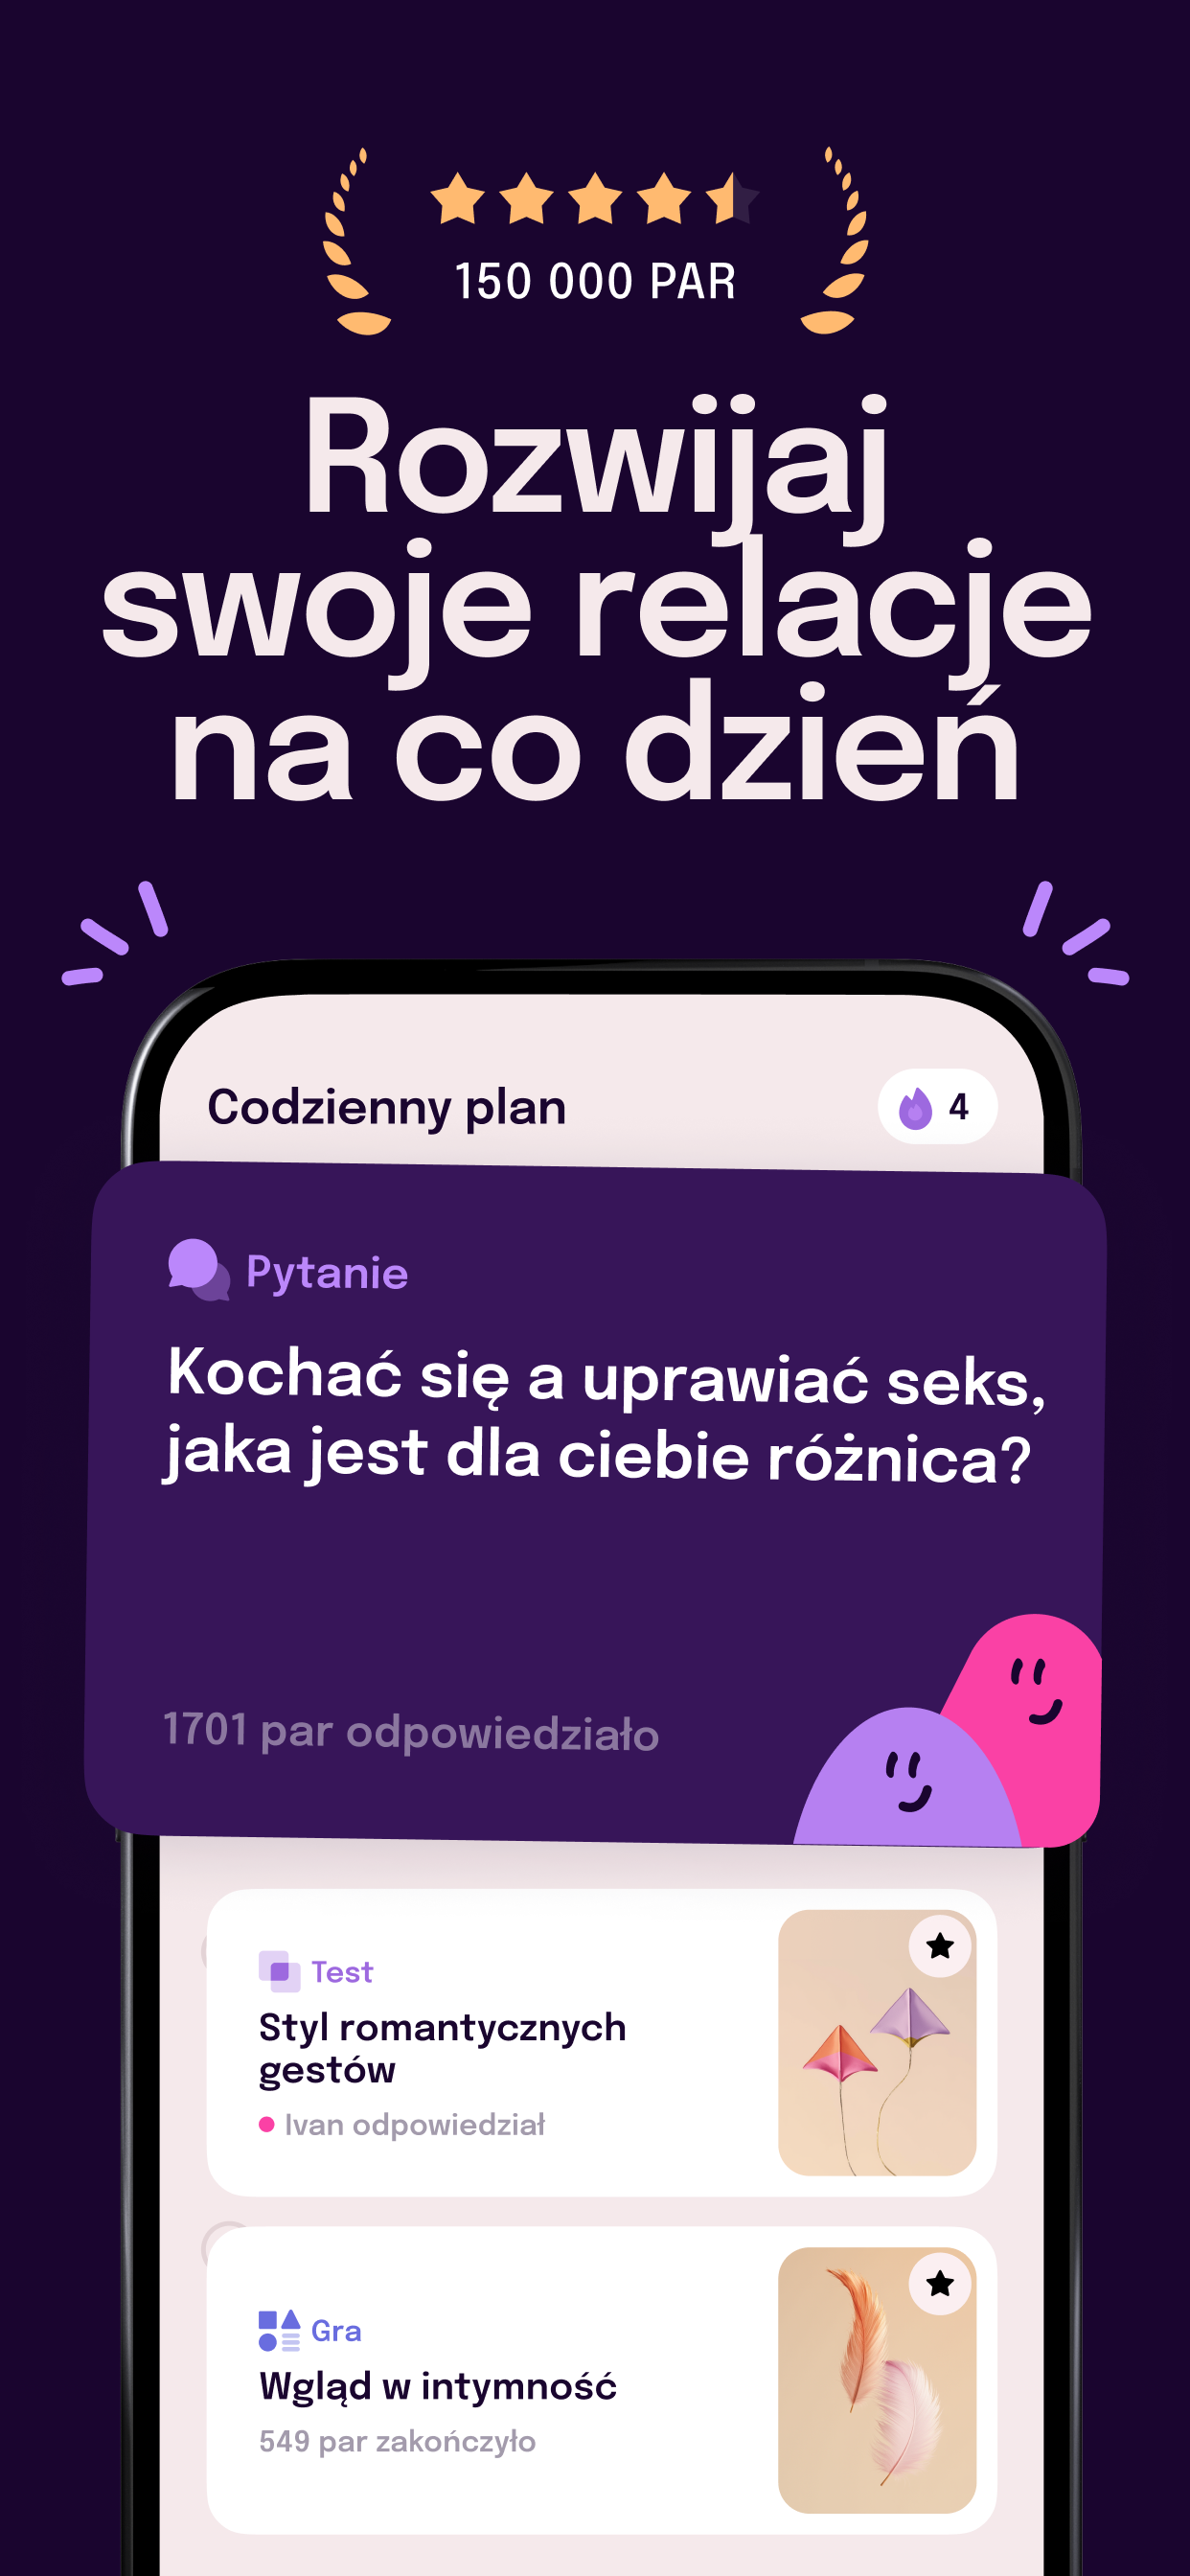 150 000 PAR
Rozwijaj
swoje relacje
na co dzień
Codzienny plan
4
Pytanie
Kochać się a uprawiać seks,
jaka jest dla ciebie różnica?
1701 par odpowiedziało
Test
Styl romantycznych
gestów
Ivan odpowiedział
Gra
Wgląd w intymność
549 par zakończyło